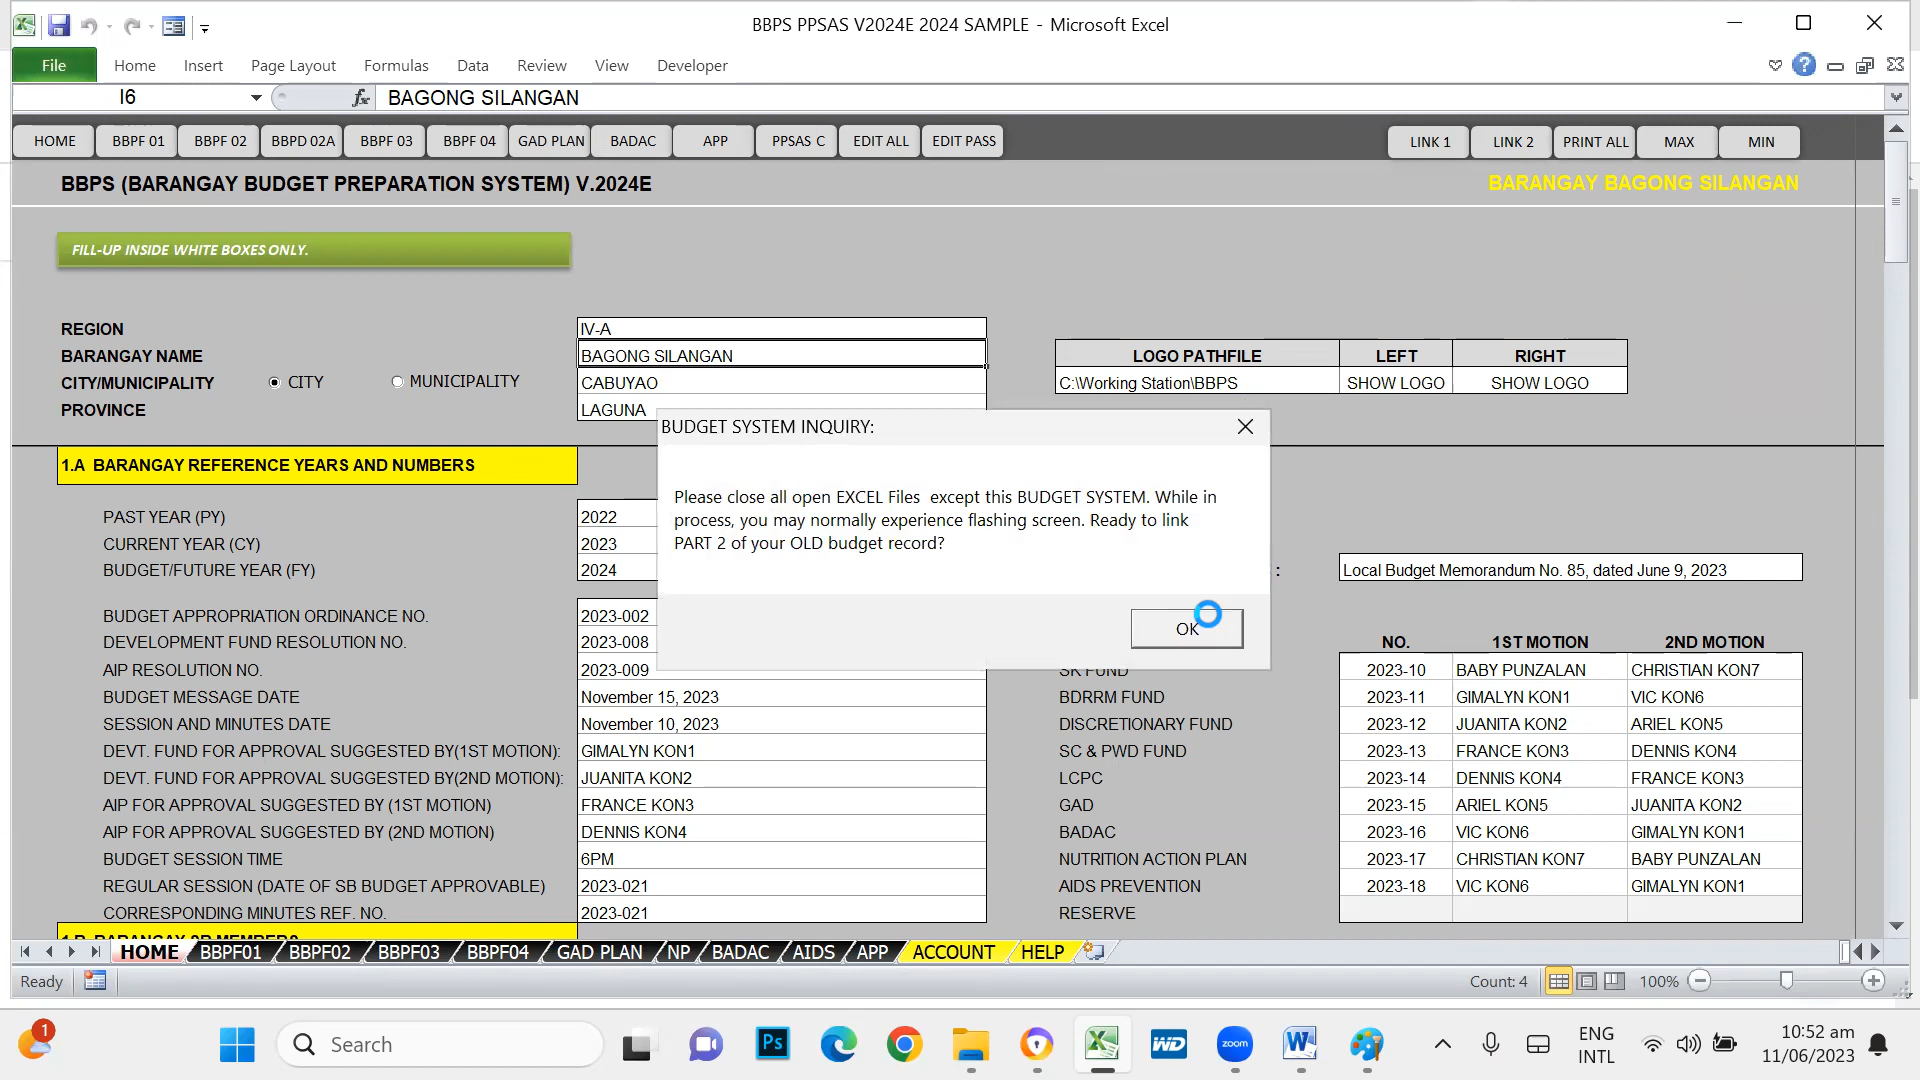 BBPS PPSAS V2024E 2024 SAMPLE - Microsoft Excel
File Home Insert Page Layout Formulas Data Review View Developer
I6 fx BAGONG SILANGAN
HOME BBPF 01 BBPF 02 BBPD 02A BBPF 03 BBPF 04 GAD PLAN BADAC APP PPSAS C EDIT ALL EDIT PASS LINK 1 LINK 2 PRINT ALL MAX MIN
BBPS (BARANGAY BUDGET PREPARATION SYSTEM) V.2024E BARANGAY BAGONG SILANGAN
FILL-UP INSIDE WHITE BOXES ONLY.
REGION IV-A
BARANGAY NAME BAGONG SILANGAN LOGO PATHFILE LEFT RIGHT
CITY/MUNICIPALITY CITY MUNICIPALITY CABUYAO C:\Working Station\BBPS SHOW LOGO SHOW LOGO
PROVINCE LAGUNA
BUDGET SYSTEM INQUIRY:
Please close all open EXCEL Files except this BUDGET SYSTEM. While in
process, you may normally experience flashing screen. Ready to link
PART 2 of your OLD budget record?
OK
1.A BARANGAY REFERENCE YEARS AND NUMBERS
PAST YEAR (PY) 2022
CURRENT YEAR (CY) 2023
BUDGET/FUTURE YEAR (FY) 2024 : Local Budget Memorandum No. 85, dated June 9, 2023
BUDGET APPROPRIATION ORDINANCE NO. 2023-002
DEVELOPMENT FUND RESOLUTION NO. 2023-008 NO. 1ST MOTION 2ND MOTION
AIP RESOLUTION NO. 2023-009 SK FUND 2023-10 BABY PUNZALAN CHRISTIAN KON7
BUDGET MESSAGE DATE November 15, 2023 BDRRM FUND 2023-11 GIMALYN KON1 VIC KON6
SESSION AND MINUTES DATE November 10, 2023 DISCRETIONARY FUND 2023-12 JUANITA KON2 ARIEL KON5
DEVT. FUND FOR APPROVAL SUGGESTED BY(1ST MOTION): GIMALYN KON1 SC & PWD FUND 2023-13 FRANCE KON3 DENNIS KON4
DEVT. FUND FOR APPROVAL SUGGESTED BY(2ND MOTION): JUANITA KON2 LCPC 2023-14 DENNIS KON4 FRANCE KON3
AIP FOR APPROVAL SUGGESTED BY (1ST MOTION) FRANCE KON3 GAD 2023-15 ARIEL KON5 JUANITA KON2
AIP FOR APPROVAL SUGGESTED BY (2ND MOTION) DENNIS KON4 BADAC 2023-16 VIC KON6 GIMALYN KON1
BUDGET SESSION TIME 6PM NUTRITION ACTION PLAN 2023-17 CHRISTIAN KON7 BABY PUNZALAN
REGULAR SESSION (DATE OF SB BUDGET APPROVABLE) 2023-021 AIDS PREVENTION 2023-18 VIC KON6 GIMALYN KON1
CORRESPONDING MINUTES REF. NO. 2023-021 RESERVE
1.B BARANGAY SB MEMBERS
HOME BBPF01 BBPF02 BBPF03 BBPF04 GAD PLAN NP BADAC AIDS APP ACCOUNT HELP
Ready Count: 4 100%
1 Search Ps WD zoom W ENG 10:52 am
INTL 11/06/2023